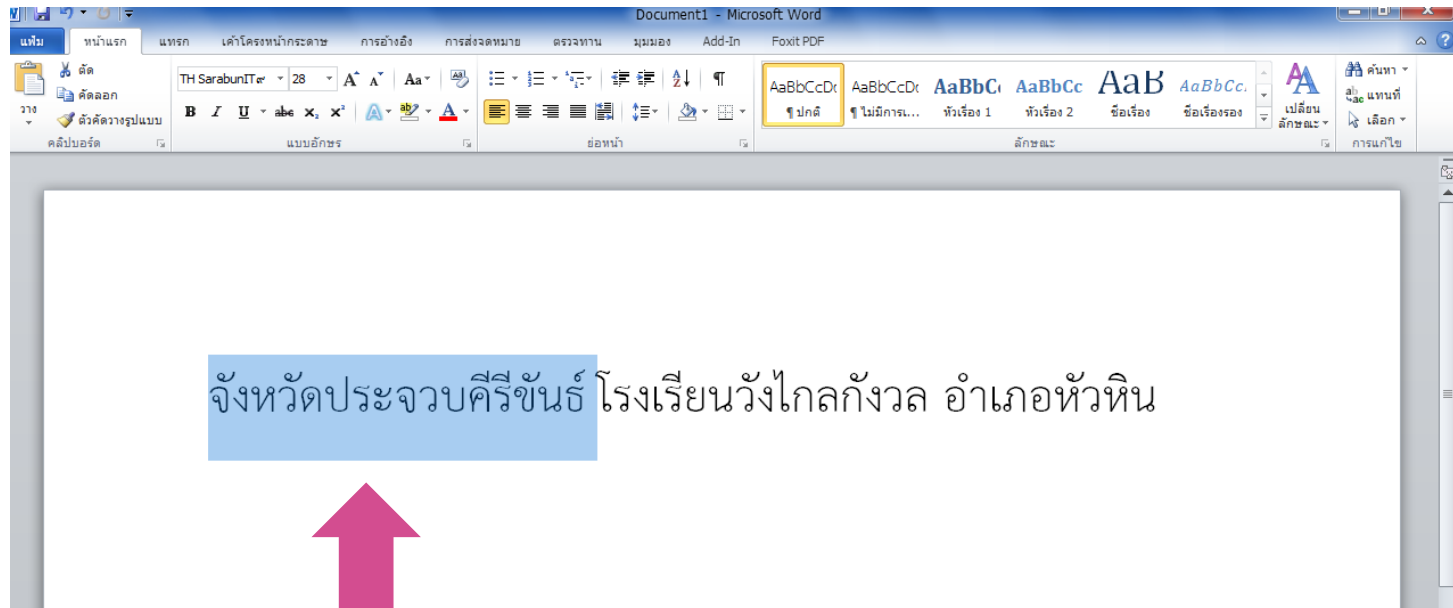 Document1 - Microsoft Word
แฟ้ม หน้าแรก แทรก เค้าโครงหน้ากระดาษ การอ้างอิง การส่งจดหมาย ตรวจทาน มุมมอง Add-In Foxit PDF
วาง
ตัด
คัดลอก
ตัวคัดวางรูปแบบ
คลิปบอร์ด
TH SarabunIT๙ 28 A A Aa
B I U abe x₂ x² A ab A
แบบอักษร
ย่อหน้า
AaBbCcDc AaBbCcDc AaBbC AaBbCc AaB AaBbCc.
¶ ปกติ ¶ ไม่มีการเ... หัวเรื่อง 1 หัวเรื่อง 2 ชื่อเรื่อง ชื่อเรื่องรอง
เปลี่ยน
ลักษณะ
ลักษณะ
ค้นหา
แทนที่
เลือก
การแก้ไข
จังหวัดประจวบคีรีขันธ์ โรงเรียนวังไกลกังวล อำเภอหัวหิน